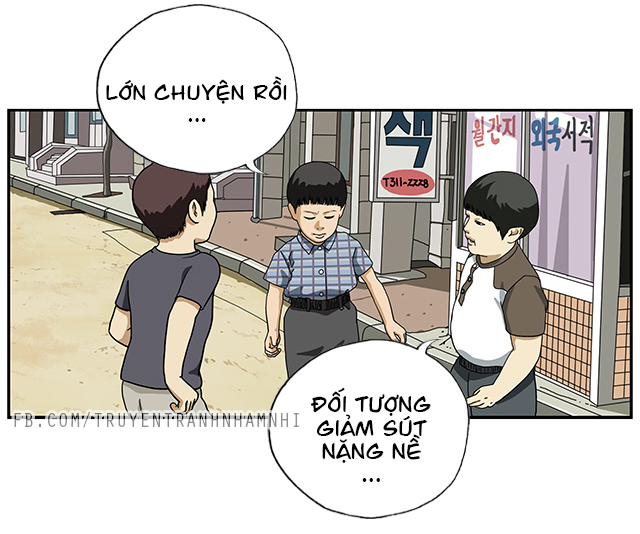 LỚN CHUYỆN RỒI
...
색
T311-2228
월간지
외국서적
ĐỐI TƯỢNG
GIẢM SÚT
NẶNG NỀ
...
FB.COM/TRUYENTRANHNHAMNHI